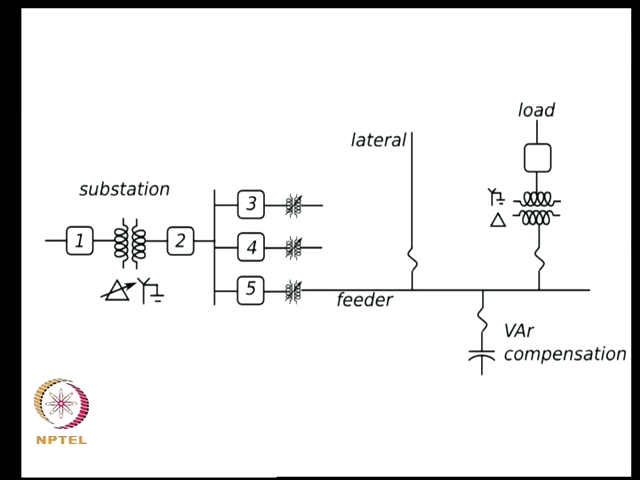 load
lateral
substation
3
1
2
4
5
feeder
VAr
compensation
NPTEL